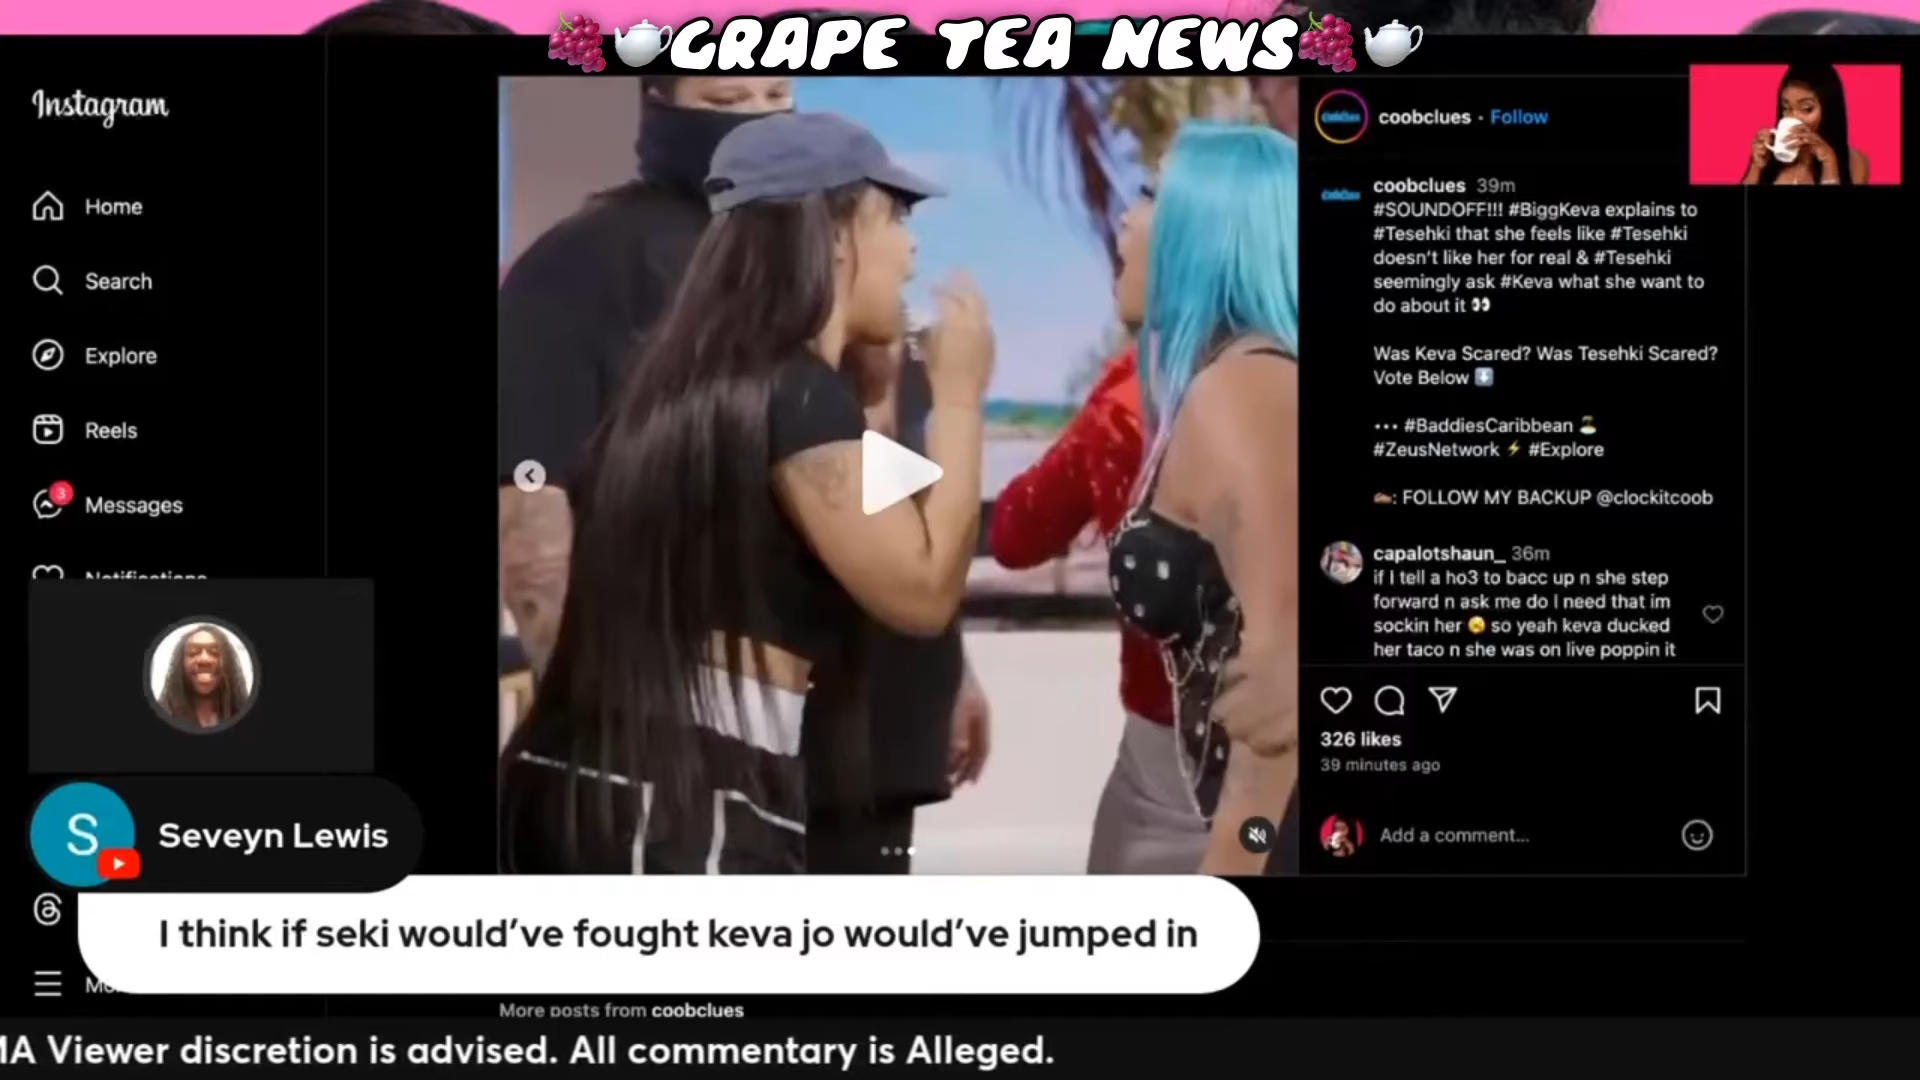 GRAPE TEA NEWS
Instagram
Home
Search
Explore
Reels
3
Messages
Notifications
coobclues • Follow
coobclues 39m
#SOUNDOFF!!! #BiggKeva explains to
#Tesehki that she feels like #Tesehki
doesn't like her for real & #Tesehki
seemingly ask #Keva what she want to
do about it 👀
Was Keva Scared? Was Tesehki Scared?
Vote Below ⬇️
••• #BaddiesCaribbean 🏝️
#ZeusNetwork ⚡ #Explore
✍🏾: FOLLOW MY BACKUP @clockitcoob
capalotshaun_ 36m
if I tell a ho3 to bacc up n she step
forward n ask me do I need that im
sockin her 🫠 so yeah keva ducked
her taco n she was on live poppin it
326 likes
39 minutes ago
Add a comment...
S
Seveyn Lewis
I think if seki would've fought keva jo would've jumped in
More posts from coobclues
MA Viewer discretion is advised. All commentary is Alleged.